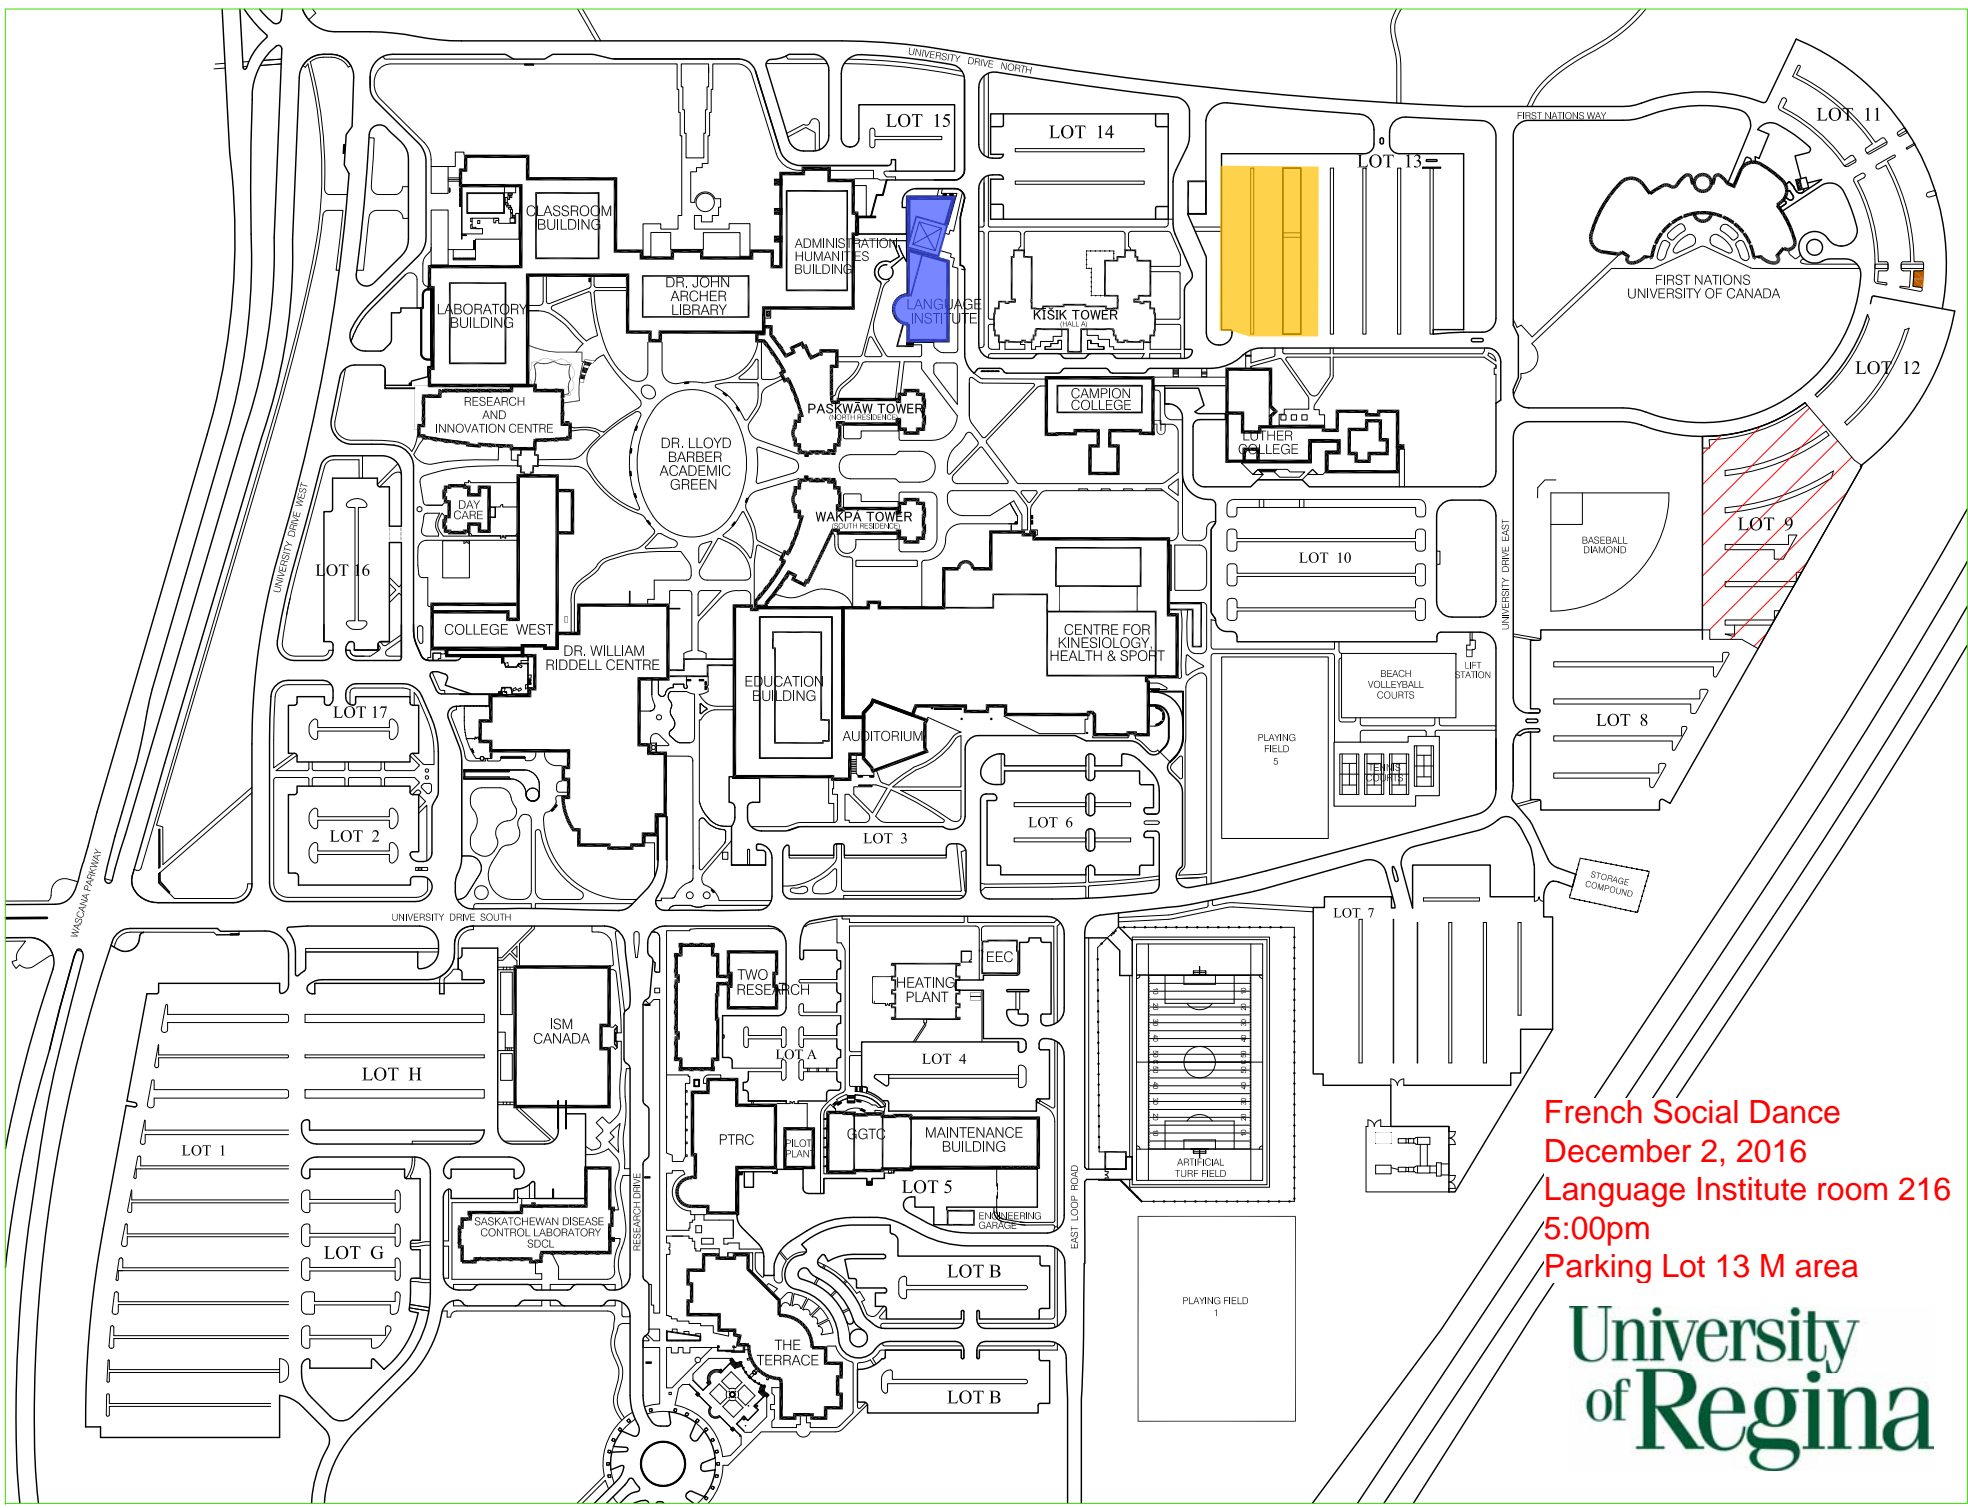 UNIVERSITY DRIVE NORTH
FIRST NATIONS WAY
LOT 11
LOT 15
LOT 14
LOT 13
CLASSROOM
BUILDING
ADMINISTRATION
HUMANITIES
BUILDING
DR. JOHN
ARCHER
LIBRARY
LABORATORY
BUILDING
LANGUAGE
INSTITUTE
KĪSIK TOWER
(HALL A)
FIRST NATIONS
UNIVERSITY OF CANADA
LOT 12
RESEARCH
AND
INNOVATION CENTRE
PASKWĀW TOWER
(NORTH RESIDENCE)
CAMPION
COLLEGE
LUTHER
COLLEGE
DR. LLOYD
BARBER
ACADEMIC
GREEN
DAY
CARE
WAKPÁ TOWER
(SOUTH RESIDENCE)
UNIVERSITY DRIVE WEST
LOT 16
LOT 10
UNIVERSITY DRIVE EAST
BASEBALL
DIAMOND
LOT 9
COLLEGE WEST
DR. WILLIAM
RIDDELL CENTRE
CENTRE FOR
KINESIOLOGY,
HEALTH & SPORT
EDUCATION
BUILDING
AUDITORIUM
BEACH
VOLLEYBALL
COURTS
LIFT
STATION
LOT 17
LOT 8
PLAYING
FIELD
5
TENNIS
COURTS
LOT 2
LOT 3
LOT 6
STORAGE
COMPOUND
WASCANA PARKWAY
UNIVERSITY DRIVE SOUTH
LOT 7
TWO
RESEARCH
HEATING
PLANT
EEC
ISM
CANADA
LOT A
LOT 4
LOT H
LOT 1
PTRC
PILOT
PLANT
GGTC
MAINTENANCE
BUILDING
ARTIFICIAL
TURF FIELD
LOT 5
ENGINEERING
GARAGE
EAST LOOP ROAD
RESEARCH DRIVE
SASKATCHEWAN DISEASE
CONTROL LABORATORY
SDCL
LOT G
LOT B
THE
TERRACE
LOT B
PLAYING FIELD
1
French Social Dance
December 2, 2016
Language Institute room 216
5:00pm
Parking Lot 13 M area
University
of Regina